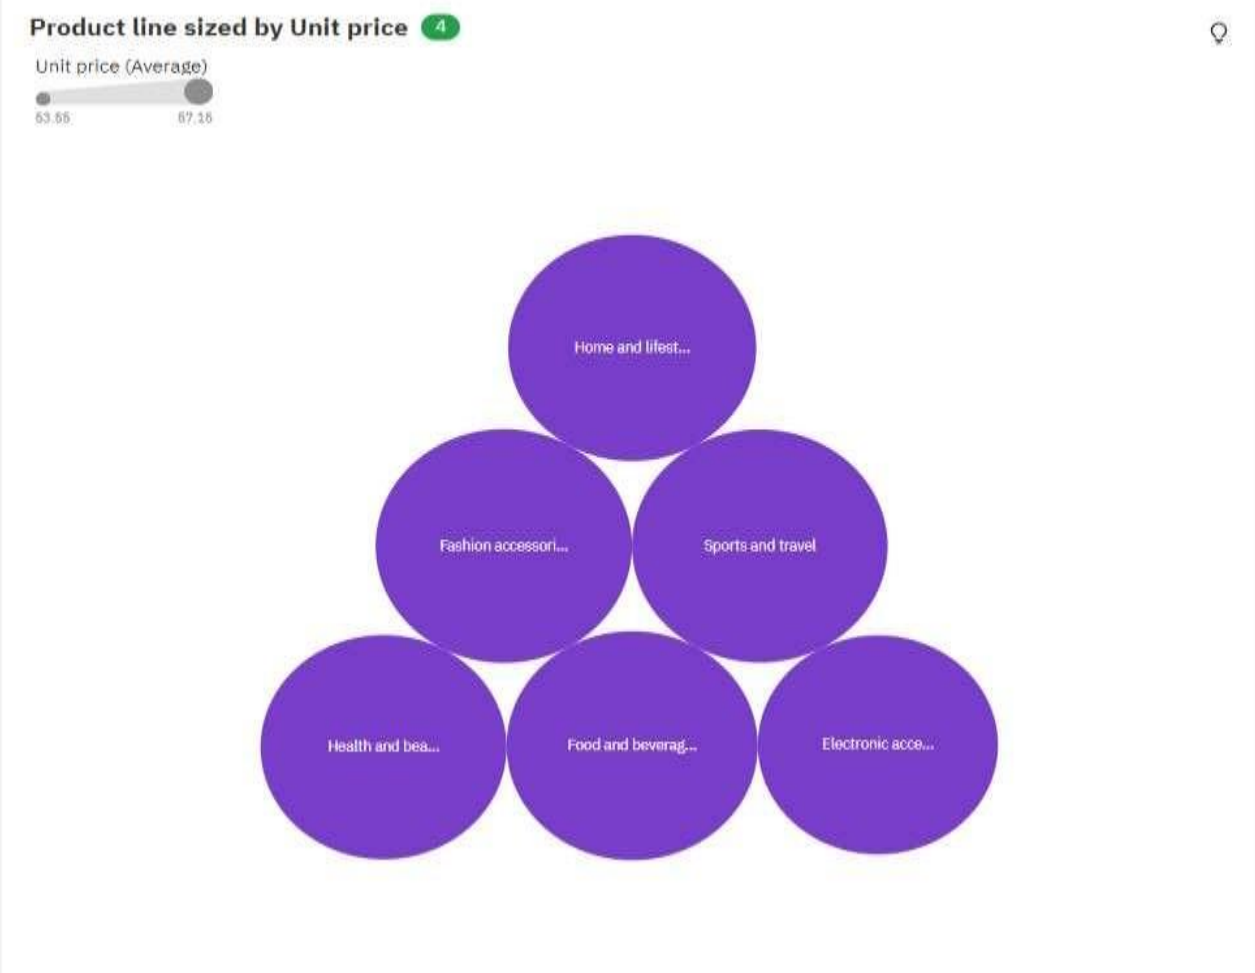 Product line sized by Unit price 4
Unit price (Average)
53.55 57.15
Home and lifest...
Fashion accessori... Sports and travel
Health and bea... Food and beverag... Electronic acce...